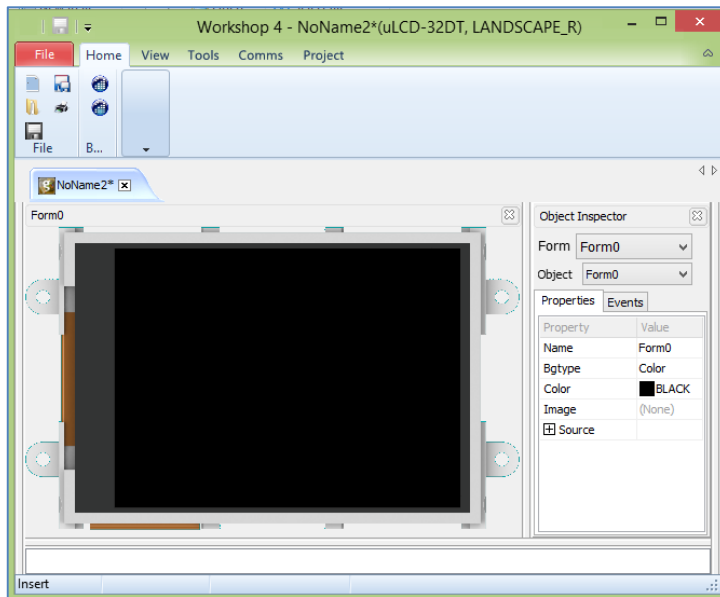 Workshop 4 - NoName2*(uLCD-32DT, LANDSCAPE_R)
File Home View Tools Comms Project
File B...
NoName2*
Form0
Object Inspector
Form Form0
Object Form0
Properties Events
Property Value
Name Form0
Bgtype Color
Color BLACK
Image (None)
Source
Insert